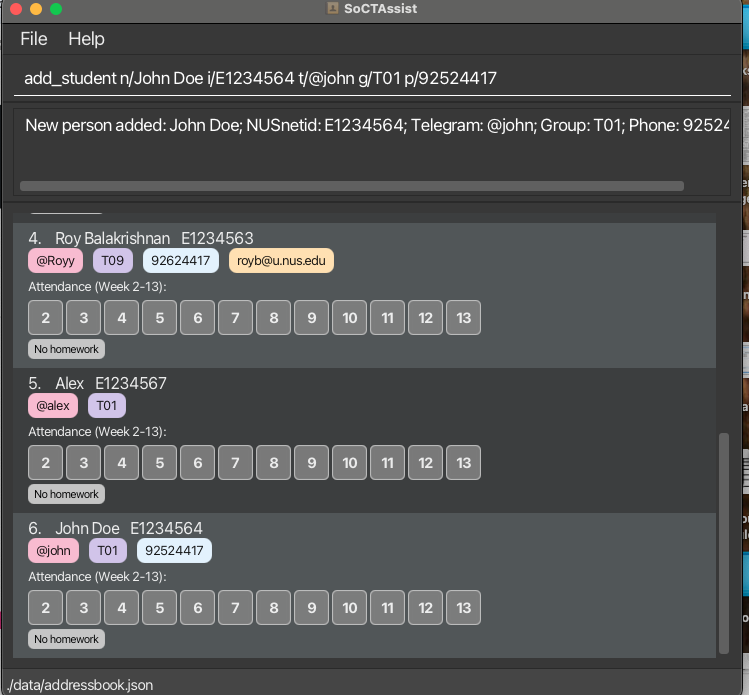 SoCTAssist
File Help
add_student n/John Doe i/E1234564 t/@john g/T01 p/92524417
New person added: John Doe; NUSnetid: E1234564; Telegram: @john; Group: T01; Phone: 92524
4. Roy Balakrishnan E1234563
@Royy T09 92624417 royb@u.nus.edu
Attendance (Week 2-13):
2 3 4 5 6 7 8 9 10 11 12 13
No homework
5. Alex E1234567
@alex T01
Attendance (Week 2-13):
2 3 4 5 6 7 8 9 10 11 12 13
No homework
6. John Doe E1234564
@john T01 92524417
Attendance (Week 2-13):
2 3 4 5 6 7 8 9 10 11 12 13
No homework
./data/addressbook.json